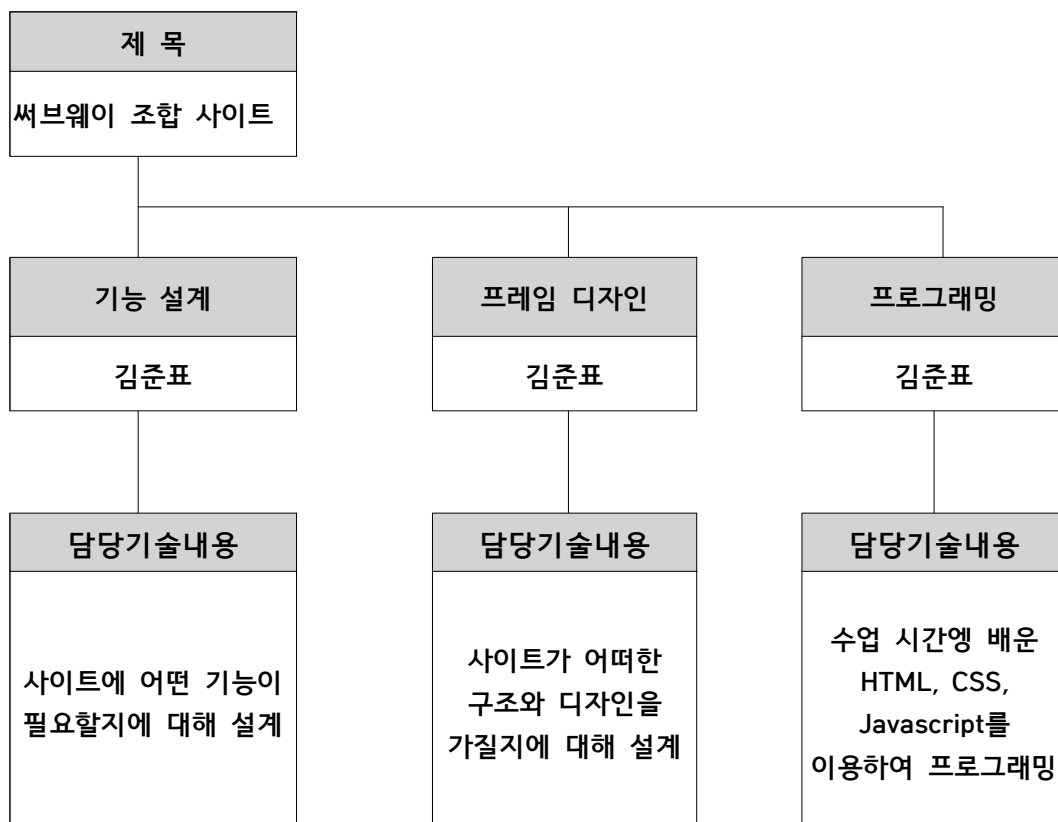 제 목
써브웨이 조합 사이트
기능 설계
김준표
프레임 디자인
김준표
프로그래밍
김준표
담당기술내용
사이트에 어떤 기능이
필요할지에 대해 설계
담당기술내용
사이트가 어떠한
구조와 디자인을
가질지에 대해 설계
담당기술내용
수업 시간엥 배운
HTML, CSS,
Javascript를
이용하여 프로그래밍